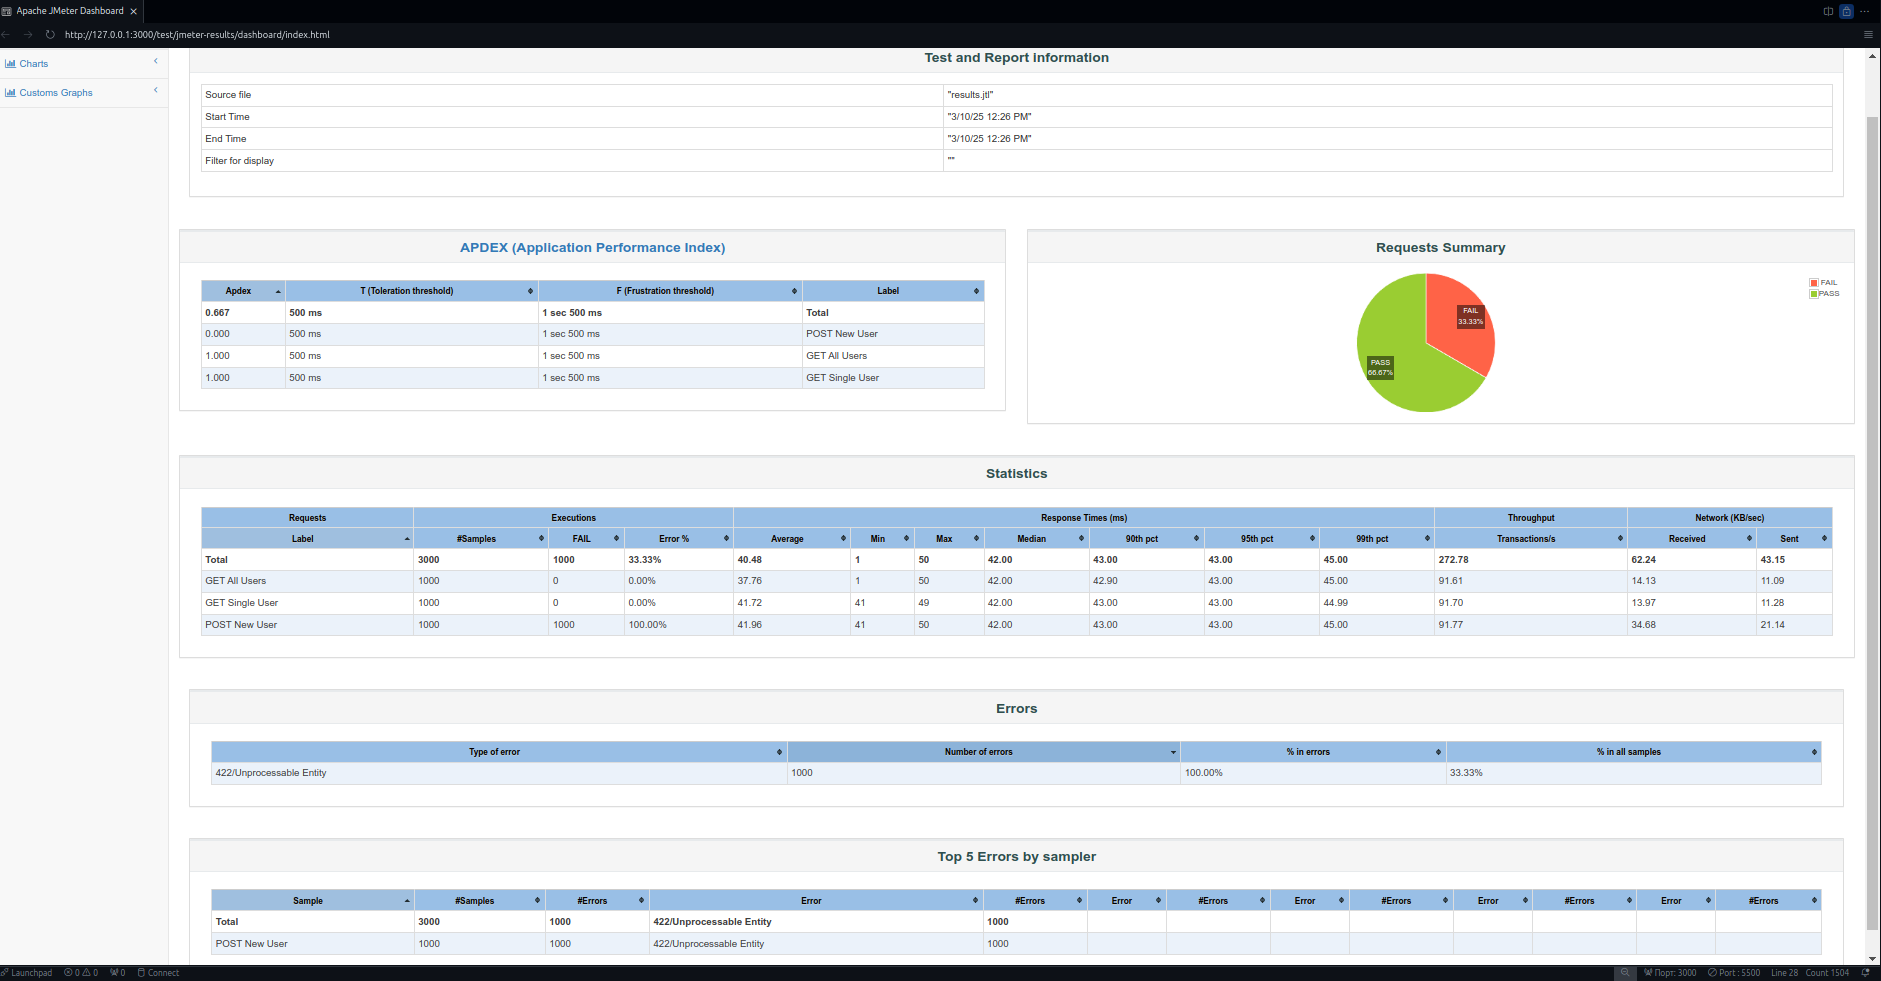 Apache JMeter Dashboard
http://127.0.0.1:3000/test/jmeter-results/dashboard/index.html
Charts
Customs Graphs
Test and Report information
Source file "results.jtl"
Start Time "3/10/25 12:26 PM"
End Time "3/10/25 12:26 PM"
Filter for display ""
APDEX (Application Performance Index)
Apdex T (Toleration threshold) F (Frustration threshold) Label
0.667 500 ms 1 sec 500 ms Total
0.000 500 ms 1 sec 500 ms POST New User
1.000 500 ms 1 sec 500 ms GET All Users
1.000 500 ms 1 sec 500 ms GET Single User
Requests Summary
FAIL
33.33%
PASS
66.67%
FAIL
PASS
Statistics
Requests Executions Response Times (ms) Throughput Network (KB/sec)
Label #Samples FAIL Error % Average Min Max Median 90th pct 95th pct 99th pct Transactions/s Received Sent
Total 3000 1000 33.33% 40.48 1 50 42.00 43.00 43.00 45.00 272.78 62.24 43.15
GET All Users 1000 0 0.00% 37.76 1 50 42.00 42.90 43.00 45.00 91.61 14.13 11.09
GET Single User 1000 0 0.00% 41.72 41 49 42.00 43.00 43.00 44.99 91.70 13.97 11.28
POST New User 1000 1000 100.00% 41.96 41 50 42.00 43.00 43.00 45.00 91.77 34.68 21.14
Errors
Type of error Number of errors % in errors % in all samples
422/Unprocessable Entity 1000 100.00% 33.33%
Top 5 Errors by sampler
Sample #Samples #Errors Error #Errors Error #Errors Error #Errors Error #Errors Error #Errors
Total 3000 1000 422/Unprocessable Entity 1000
POST New User 1000 1000 422/Unprocessable Entity 1000
Launchpad 0 0 0 Connect Порт: 3000 Port : 5500 Line 28 Count 1504